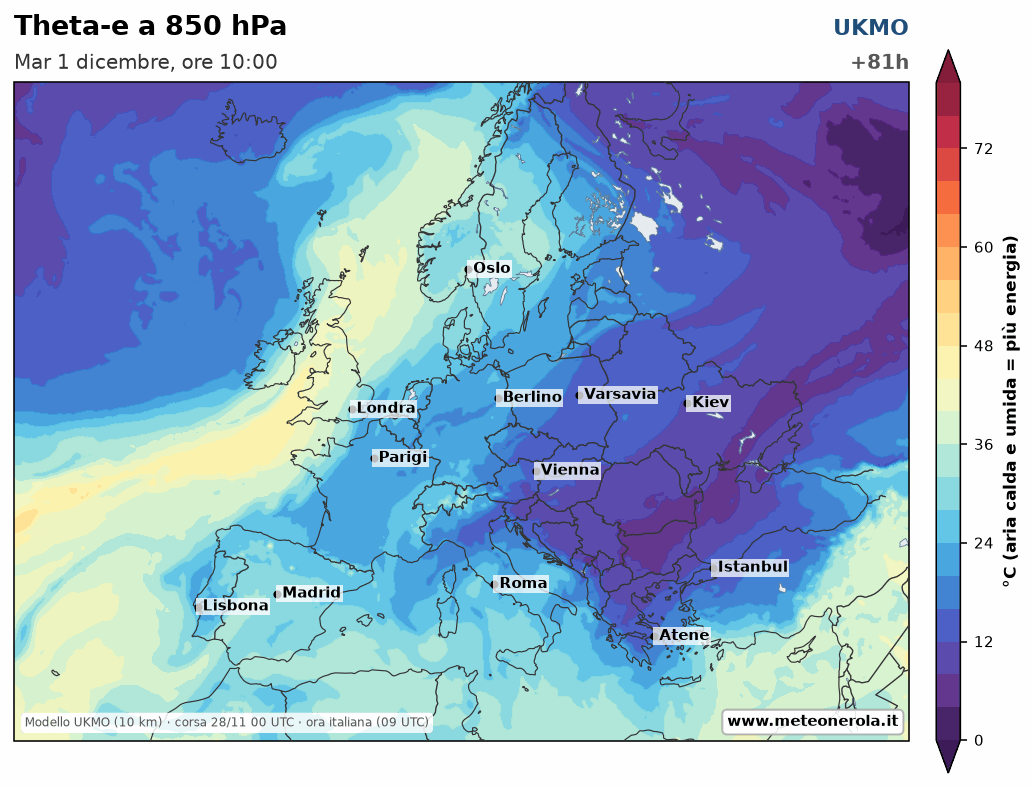 Theta-e a 850 hPa
UKMO
Mar 1 dicembre, ore 10:00
+81h
72
60
48
36
24
12
0
°C (aria calda e umida = più energia)
Oslo
Berlino
Varsavia
Kiev
Londra
Parigi
Vienna
Istanbul
Roma
Madrid
Lisbona
Atene
Modello UKMO (10 km) · corsa 28/11 00 UTC · ora italiana (09 UTC)
www.meteonerola.it